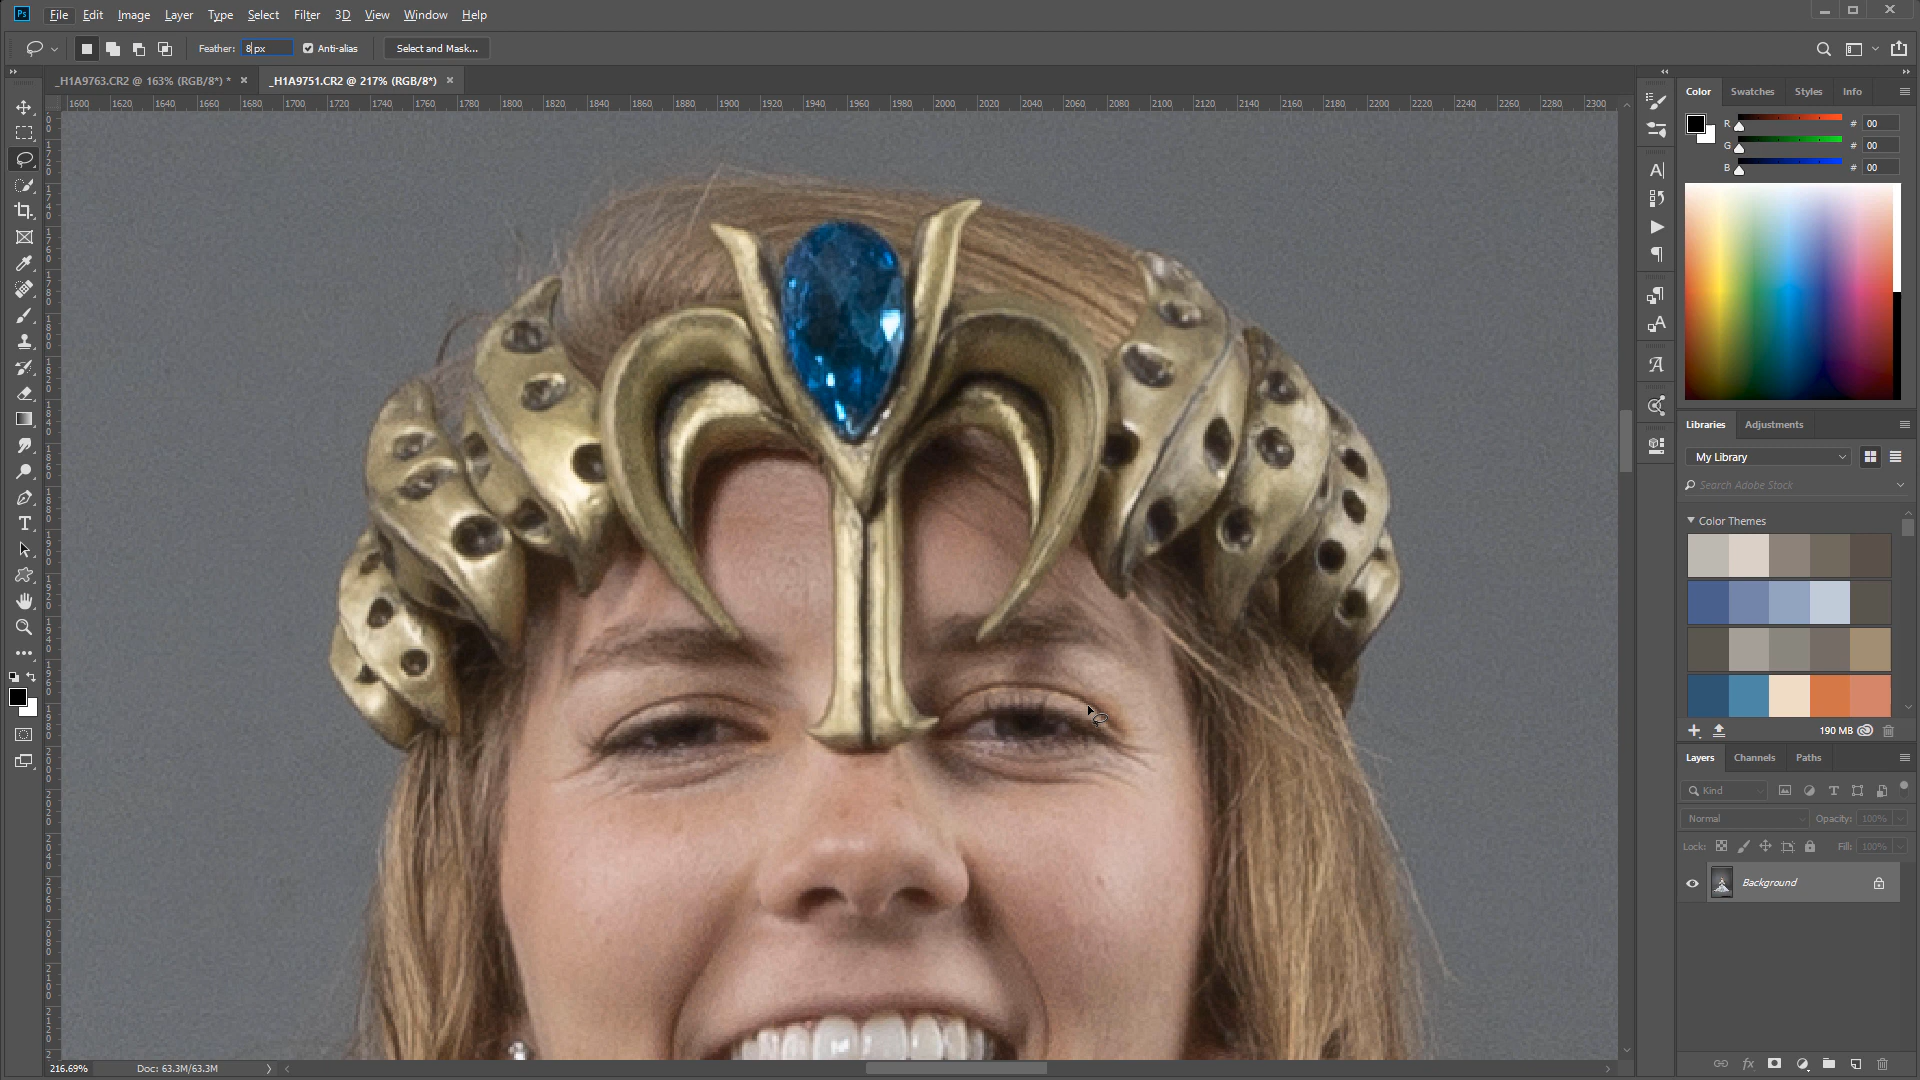 Ps File Edit Image Layer Type Select Filter 3D View Window Help
Feather: 8 px Anti-alias Select and Mask...
_H1A9763.CR2 @ 163% (RGB/8*) * × _H1A9751.CR2 @ 217% (RGB/8*) ×
1600 1620 1640 1660 1680 1700 1720 1740 1760 1780 1800 1820 1840 1860 1880 1900 1920 1940 1960 1980 2000 2020 2040 2060 2080 2100 2120 2140 2160 2180 2200 2220 2240 2260 2280 2300
Color Swatches Styles Info
R # 00
G # 00
B # 00
Libraries Adjustments
My Library
Search Adobe Stock
Color Themes
190 MB
Layers Channels Paths
Kind
Normal Opacity: 100%
Lock: Fill: 100%
Background
fx
216.69% Doc: 63.3M/63.3M